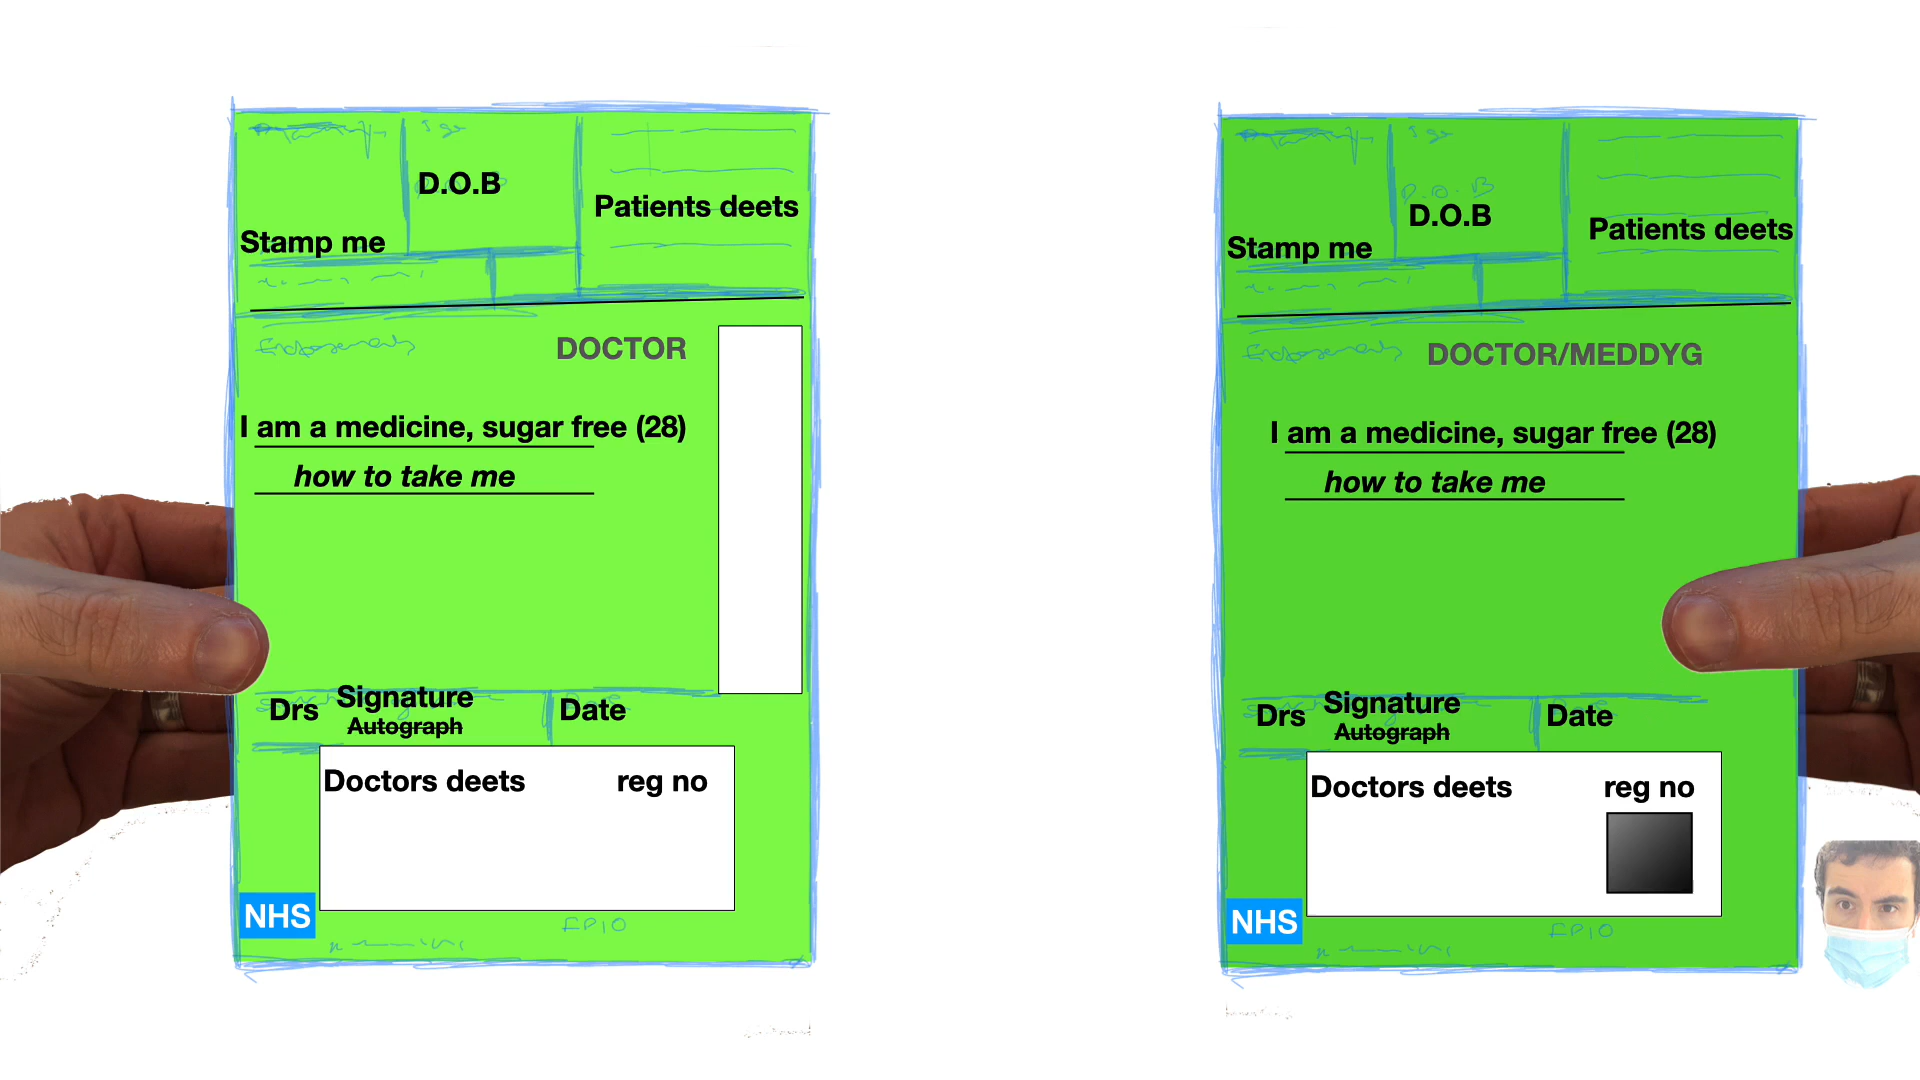 D.O.B
Patients deets
Stamp me
Endorsements
DOCTOR
I am a medicine, sugar free (28)
how to take me
Drs Signature Date
Autograph
Doctors deets reg no
NHS
FP10
D.O.B
D.O.B
Patients deets
Stamp me
Endorsements
DOCTOR/MEDDYG
I am a medicine, sugar free (28)
how to take me
Drs Signature Date
Autograph
Doctors deets reg no
NHS
FP10